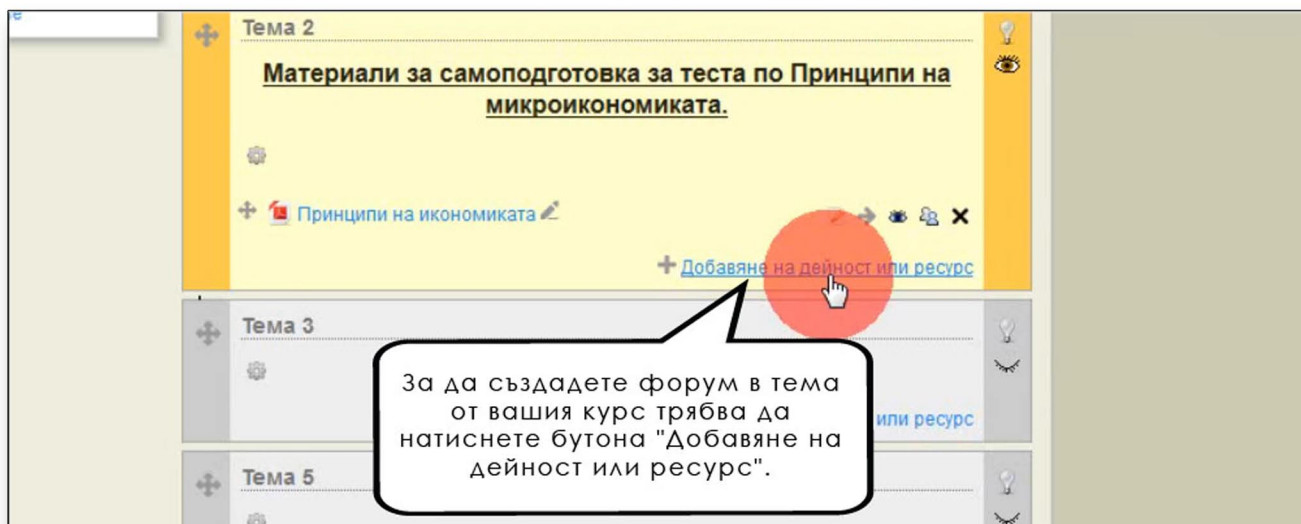 Тема 2
Материали за самоподготовка за теста по Принципи на
микроикономиката.
Принципи на икономиката
Добавяне на дейност или ресурс
Тема 3
За да създадете форум в тема
от вашия курс трябва да
натиснете бутона "Добавяне на
дейност или ресурс".
или ресурс
Тема 5